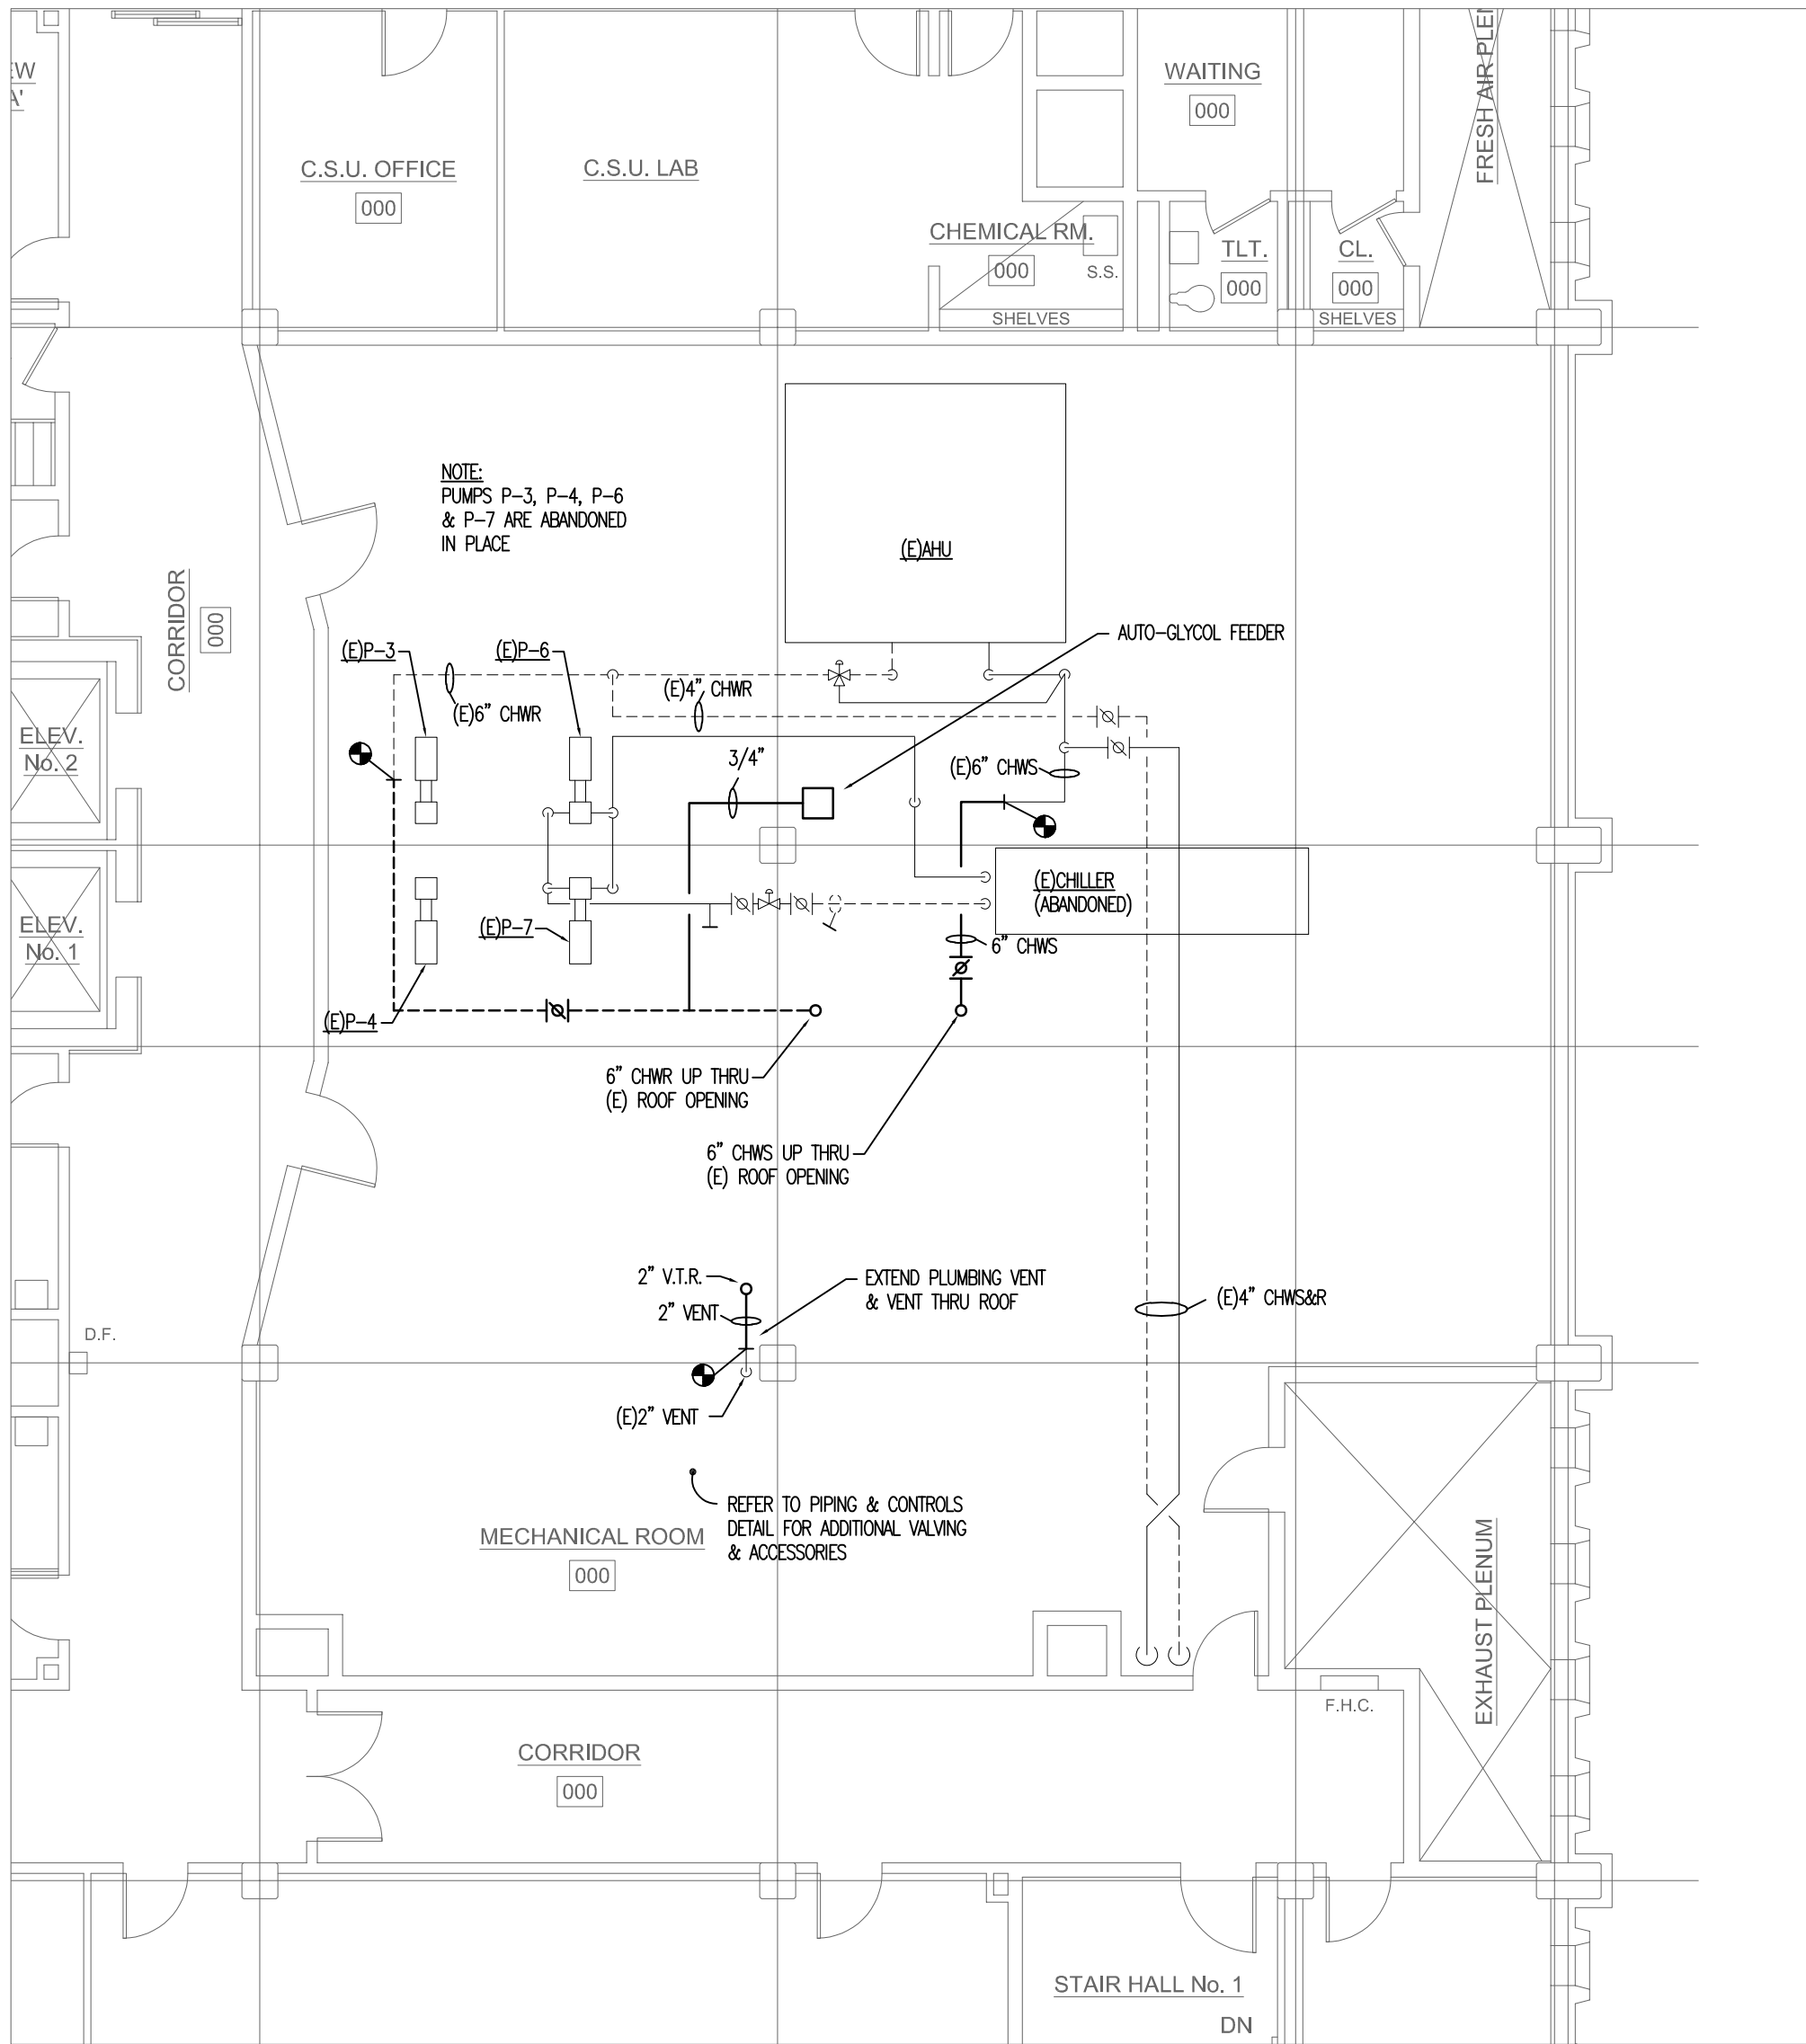 WAITING
000
FRESH AIR
C.S.U. OFFICE
000
C.S.U. LAB
CHEMICAL RM.
000
S.S.
SHELVES
TLT.
000
CL.
000
SHELVES
NOTE:
PUMPS P-3, P-4, P-6
& P-7 ARE ABANDONED
IN PLACE
(E)AHU
CORRIDOR
000
AUTO-GLYCOL FEEDER
(E)P-3
(E)P-6
(E)4" CHWR
(E)6" CHWR
ELEV.
No. 2
3/4"
(E)6" CHWS
(E)CHILLER
(ABANDONED)
ELEV.
No. 1
(E)P-7
6" CHWS
(E)P-4
6" CHWR UP THRU
(E) ROOF OPENING
6" CHWS UP THRU
(E) ROOF OPENING
2" V.T.R.
2" VENT
EXTEND PLUMBING VENT
& VENT THRU ROOF
(E)4" CHWS&R
D.F.
(E)2" VENT
REFER TO PIPING & CONTROLS
DETAIL FOR ADDITIONAL VALVING
& ACCESSORIES
MECHANICAL ROOM
000
EXHAUST PLENUM
F.H.C.
CORRIDOR
000
STAIR HALL No. 1
DN